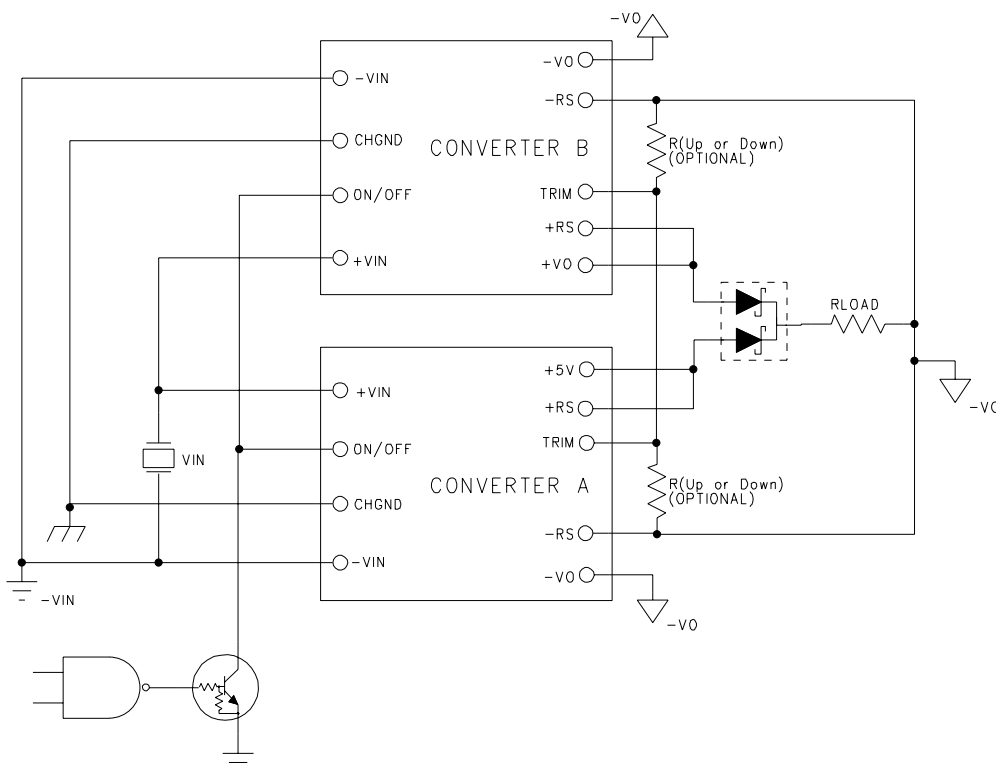 -VO
-VO
-VIN
-RS
CHGND
CONVERTER B
R(Up or Down)
(OPTIONAL)
ON/OFF
TRIM
+RS
+VIN
+VO
RLOAD
+5V
+VIN
+RS
-VO
ON/OFF
TRIM
VIN
CONVERTER A
R(Up or Down)
(OPTIONAL)
CHGND
-RS
-VIN
-VO
-VIN
-VO